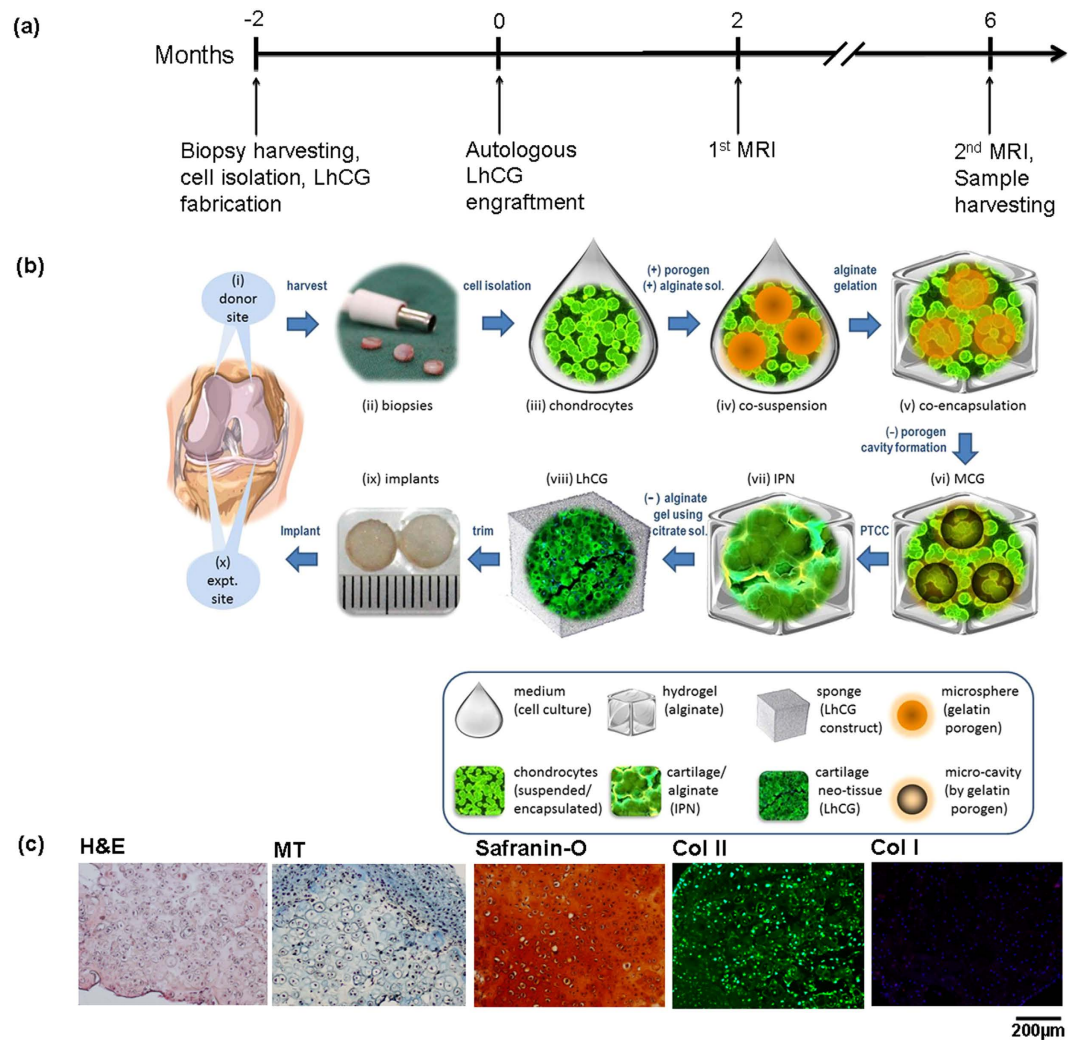 (a)
-2
0
2
6
Months
Biopsy harvesting,
cell isolation, LhCG
fabrication
Autologous
LhCG
engraftment
1st MRI
2nd MRI,
Sample
harvesting
(b)
(i)
donor
site
harvest
cell isolation
(+) porogen
(+) alginate sol.
alginate
gelation
(ii) biopsies
(iii) chondrocytes
(iv) co-suspension
(v) co-encapsulation
(-) porogen
cavity formation
(ix) implants
(viii) LhCG
(vii) IPN
(vi) MCG
Implant
trim
(-) alginate
gel using
citrate sol.
PTCC
(x)
expt.
site
medium
(cell culture)
hydrogel
(alginate)
sponge
(LhCG
construct)
microsphere
(gelatin
porogen)
chondrocytes
(suspended/
encapsulated)
cartilage/
alginate
(IPN)
cartilage
neo-tissue
(LhCG)
micro-cavity
(by gelatin
porogen)
(c)
H&E
MT
Safranin-O
Col II
Col I
200μm